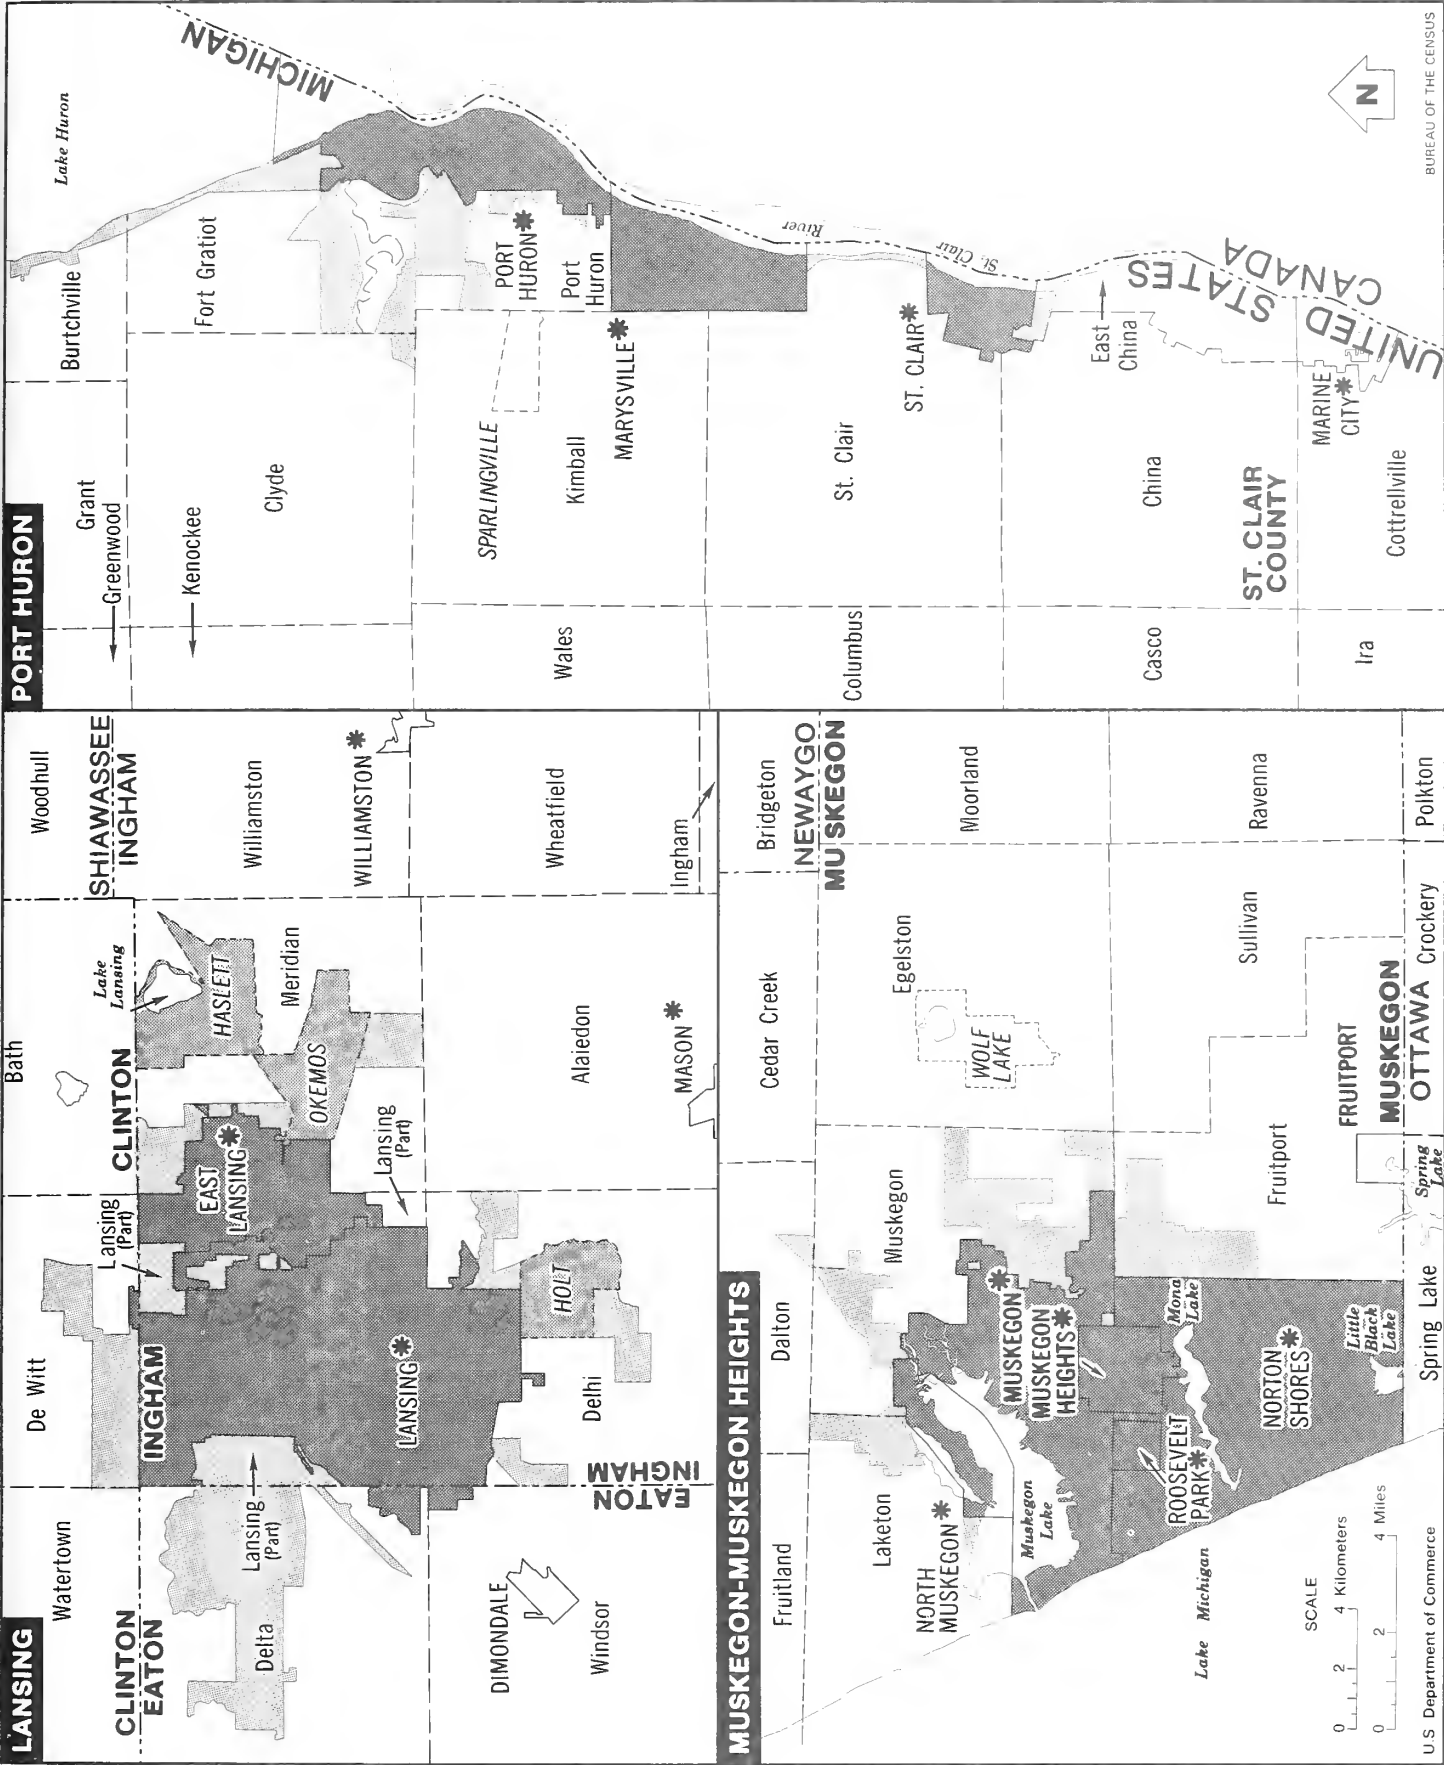 LANSING
Watertown
De Witt
Bath
Woodhull
CLINTON
EATON
CLINTON
SHIAWASSEE
INGHAM
INGHAM
Lansing
(Part)
Lake
Lansing
HASLETT
Meridian
Williamston
WILLIAMSTON
EAST
LANSING
OKEMOS
Lansing
(Part)
Delta
Lansing
(Part)
LANSING
DIMONDALE
Windsor
EATON
INGHAM
Delhi
HOLT
Alaiedon
MASON
Wheatfield
Ingham
PORT HURON
Grant
Greenwood
Burtchville
Lake Huron
Kenockee
Clyde
Fort Gratiot
MICHIGAN
SPARLINGVILLE
PORT
HURON
Port
Huron
Wales
Kimball
MARYSVILLE
Columbus
St. Clair
ST. CLAIR
River
St. Clair
Casco
China
East
China
UNITED STATES
CANADA
ST. CLAIR
COUNTY
MARINE
CITY
Ira
Cottrellville
N
BUREAU OF THE CENSUS
MUSKEGON-MUSKEGON HEIGHTS
Fruitland
Dalton
Cedar Creek
Bridgeton
NEWAYGO
MUSKEGON
Laketon
Muskegon
Egelston
Moorland
WOLF
LAKE
NORTH
MUSKEGON
Muskegon
Lake
MUSKEGON
MUSKEGON
HEIGHTS
ROOSEVELT
PARK
Mona
Lake
NORTON
SHORES
Little
Black
Lake
Fruitport
Sullivan
Ravenna
FRUITPORT
MUSKEGON
OTTAWA
Spring
Lake
Spring Lake
Crockery
Polkton
Lake Michigan
SCALE
0 2 4 Kilometers
0 2 4 Miles
U.S Department of Commerce